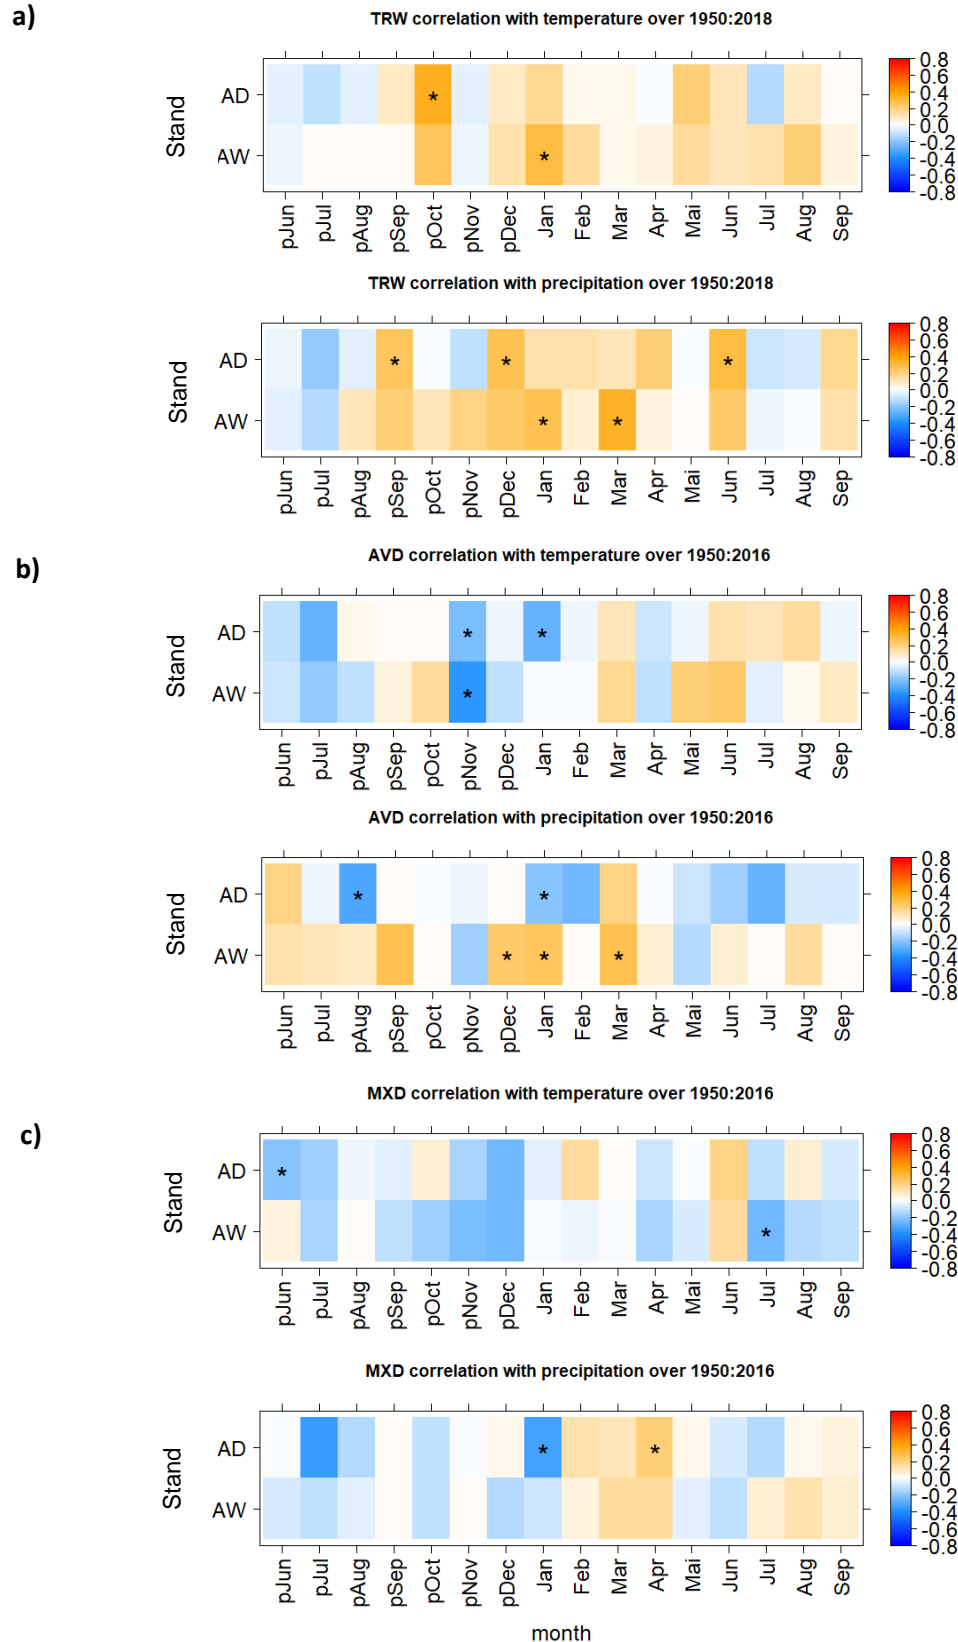 a)
TRW correlation with temperature over 1950:2018
Stand
AD
*
AW
*
0.8
0.6
0.4
0.2
0.0
-0.2
-0.4
-0.6
-0.8
pJun pJul pAug pSep pOct pNov pDec Jan Feb Mar Apr Mai Jun Jul Aug Sep
TRW correlation with precipitation over 1950:2018
Stand
AD
* * *
AW
* *
0.8
0.6
0.4
0.2
0.0
-0.2
-0.4
-0.6
-0.8
pJun pJul pAug pSep pOct pNov pDec Jan Feb Mar Apr Mai Jun Jul Aug Sep
b)
AVD correlation with temperature over 1950:2016
Stand
AD
* *
AW
*
0.8
0.6
0.4
0.2
0.0
-0.2
-0.4
-0.6
-0.8
pJun pJul pAug pSep pOct pNov pDec Jan Feb Mar Apr Mai Jun Jul Aug Sep
AVD correlation with precipitation over 1950:2016
Stand
AD
* *
AW
* * *
0.8
0.6
0.4
0.2
0.0
-0.2
-0.4
-0.6
-0.8
pJun pJul pAug pSep pOct pNov pDec Jan Feb Mar Apr Mai Jun Jul Aug Sep
c)
MXD correlation with temperature over 1950:2016
Stand
AD
*
AW
*
0.8
0.6
0.4
0.2
0.0
-0.2
-0.4
-0.6
-0.8
pJun pJul pAug pSep pOct pNov pDec Jan Feb Mar Apr Mai Jun Jul Aug Sep
MXD correlation with precipitation over 1950:2016
Stand
AD
* *
AW
0.8
0.6
0.4
0.2
0.0
-0.2
-0.4
-0.6
-0.8
pJun pJul pAug pSep pOct pNov pDec Jan Feb Mar Apr Mai Jun Jul Aug Sep
month